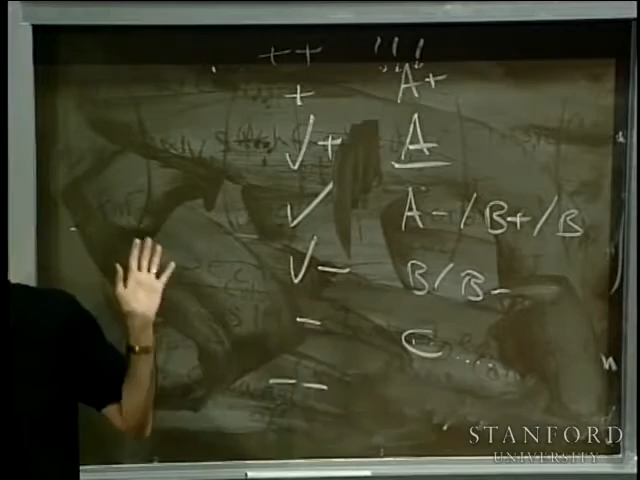 ++ !!!
+ A+
✓+ A
✓ A-/B+/B
✓- B/B-
- C....
--
STANFORD
UNIVERSITY